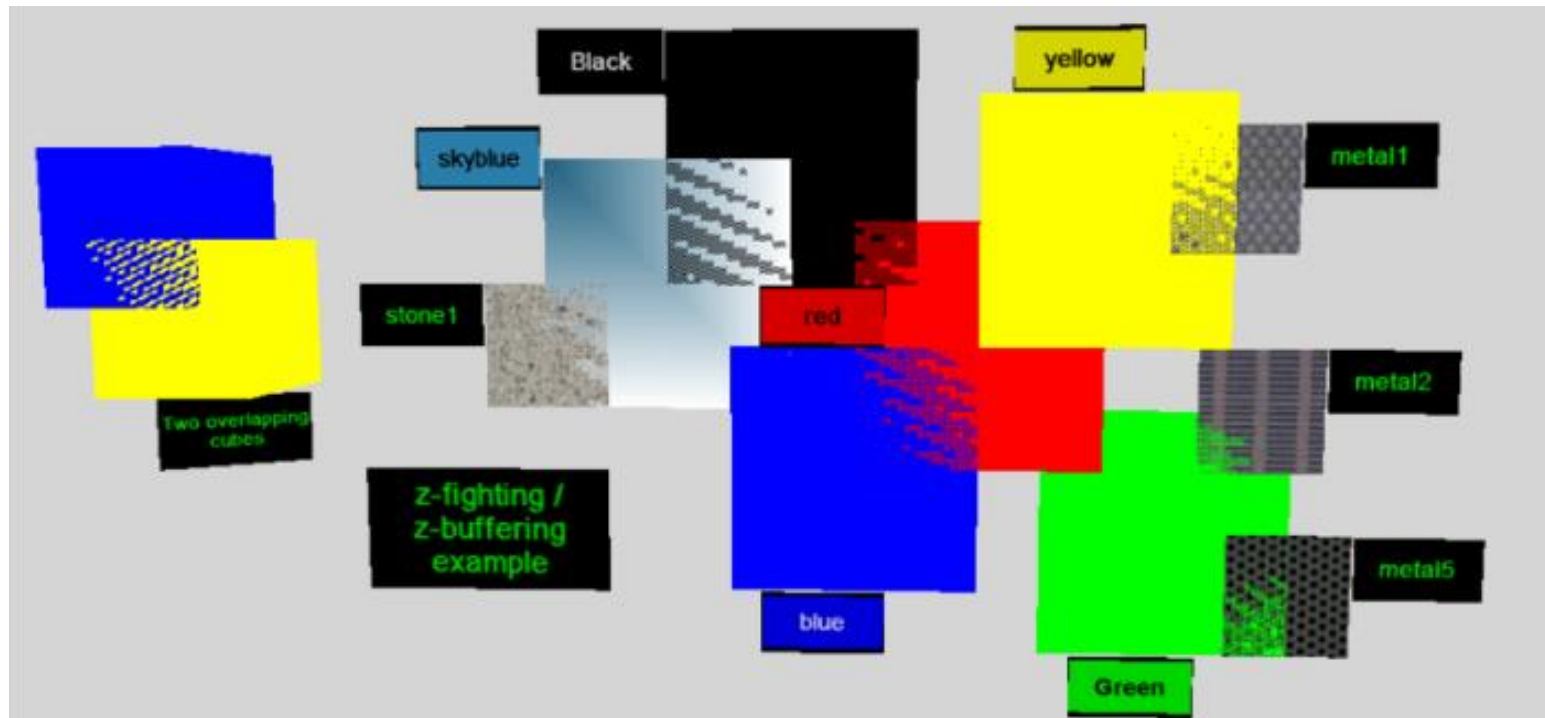 Black
yellow
skyblue
metal1
stone1
red
metal2
Two overlapping
cubes
z-fighting /
z-buffering
example
metal5
blue
Green